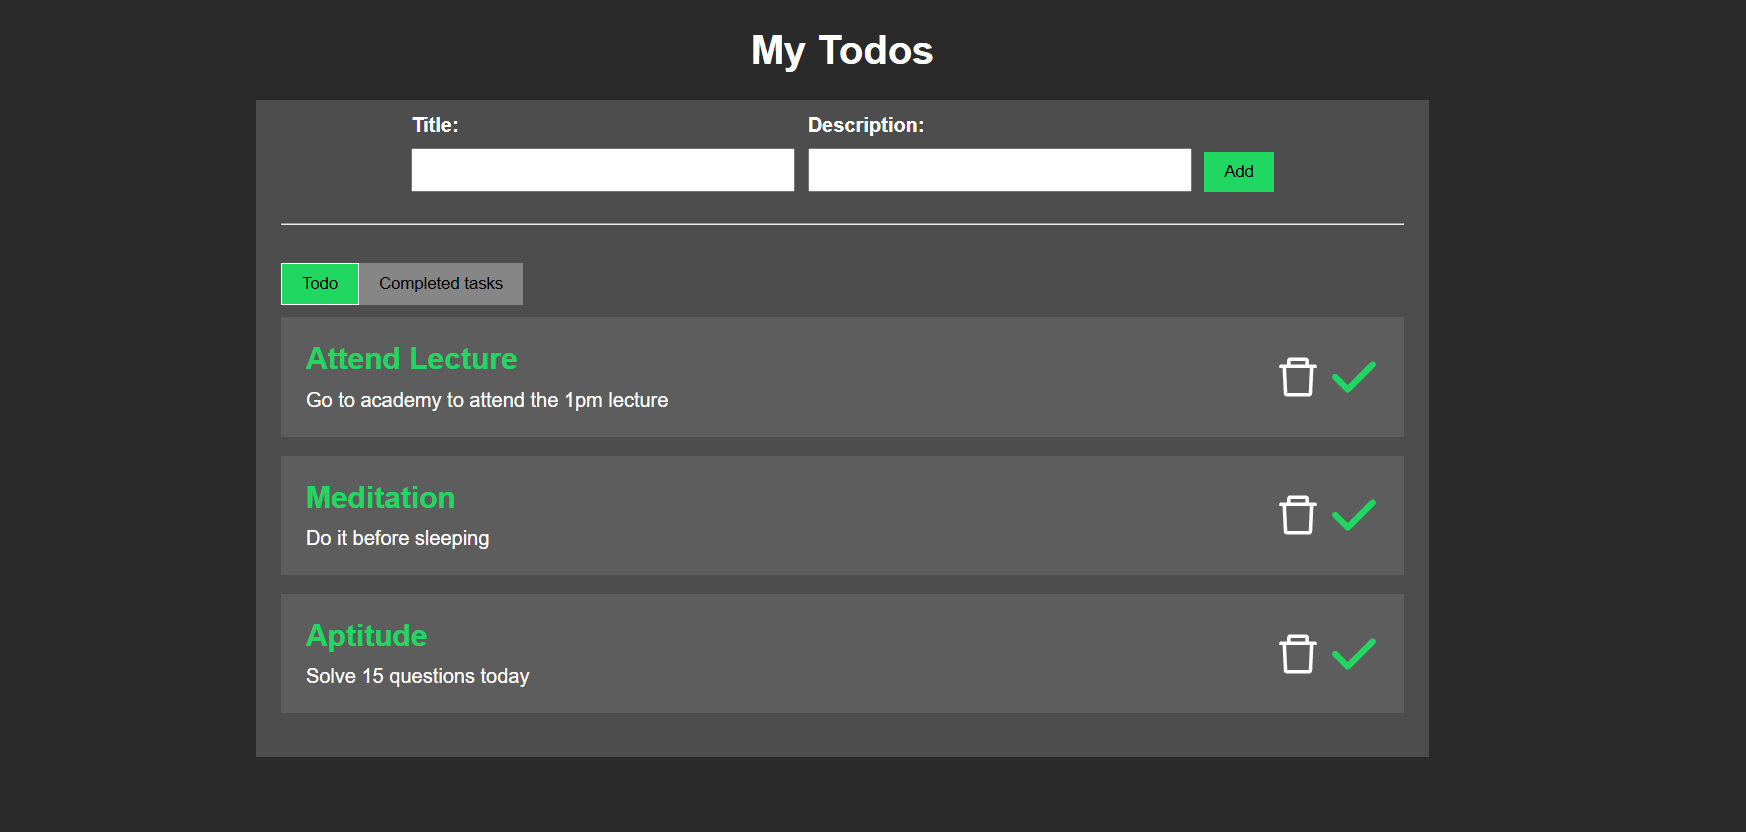 My Todos
Title: Description:
Add
Todo Completed tasks
Attend Lecture
Go to academy to attend the 1pm lecture
Meditation
Do it before sleeping
Aptitude
Solve 15 questions today